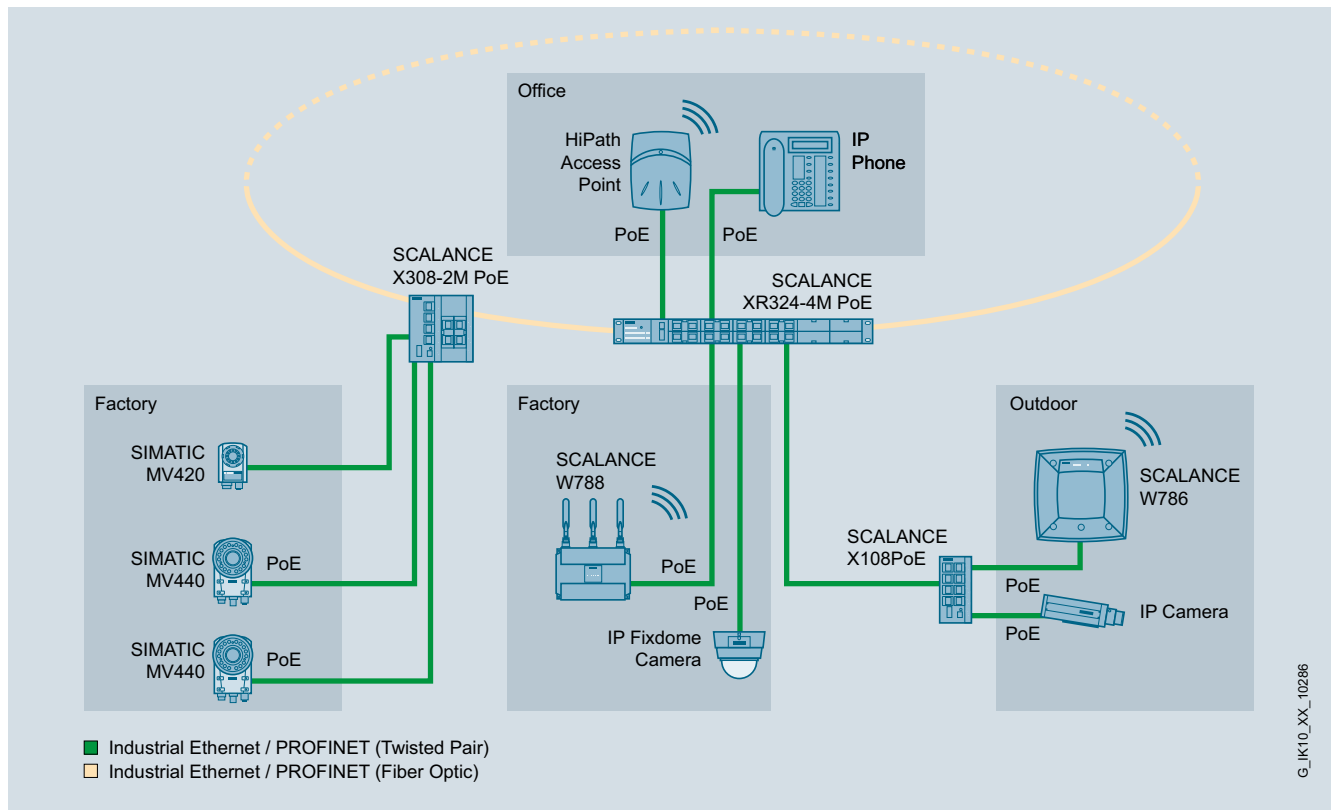 Office
HiPath
Access
Point
IP
Phone
PoE
PoE
SCALANCE
X308-2M PoE
SCALANCE
XR324-4M PoE
Factory
SIMATIC
MV420
SIMATIC
MV440
PoE
SIMATIC
MV440
PoE
Factory
SCALANCE
W788
PoE
PoE
IP Fixdome
Camera
Outdoor
SCALANCE
W786
SCALANCE
X108PoE
PoE
IP Camera
PoE
Industrial Ethernet / PROFINET (Twisted Pair)
Industrial Ethernet / PROFINET (Fiber Optic)
G_IK10_XX_10286